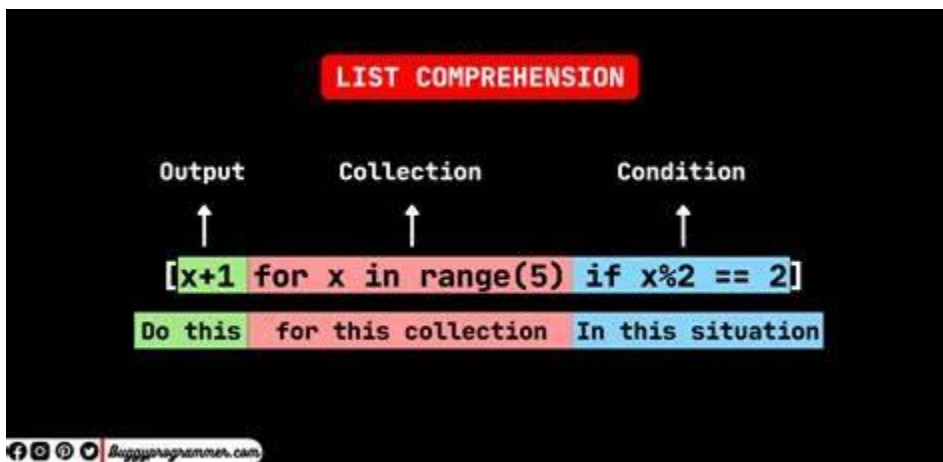 LIST COMPREHENSION
Output Collection Condition
[x+1 for x in range(5) if x%2 == 2]
Do this for this collection In this situation
Buggyprogrammer.com